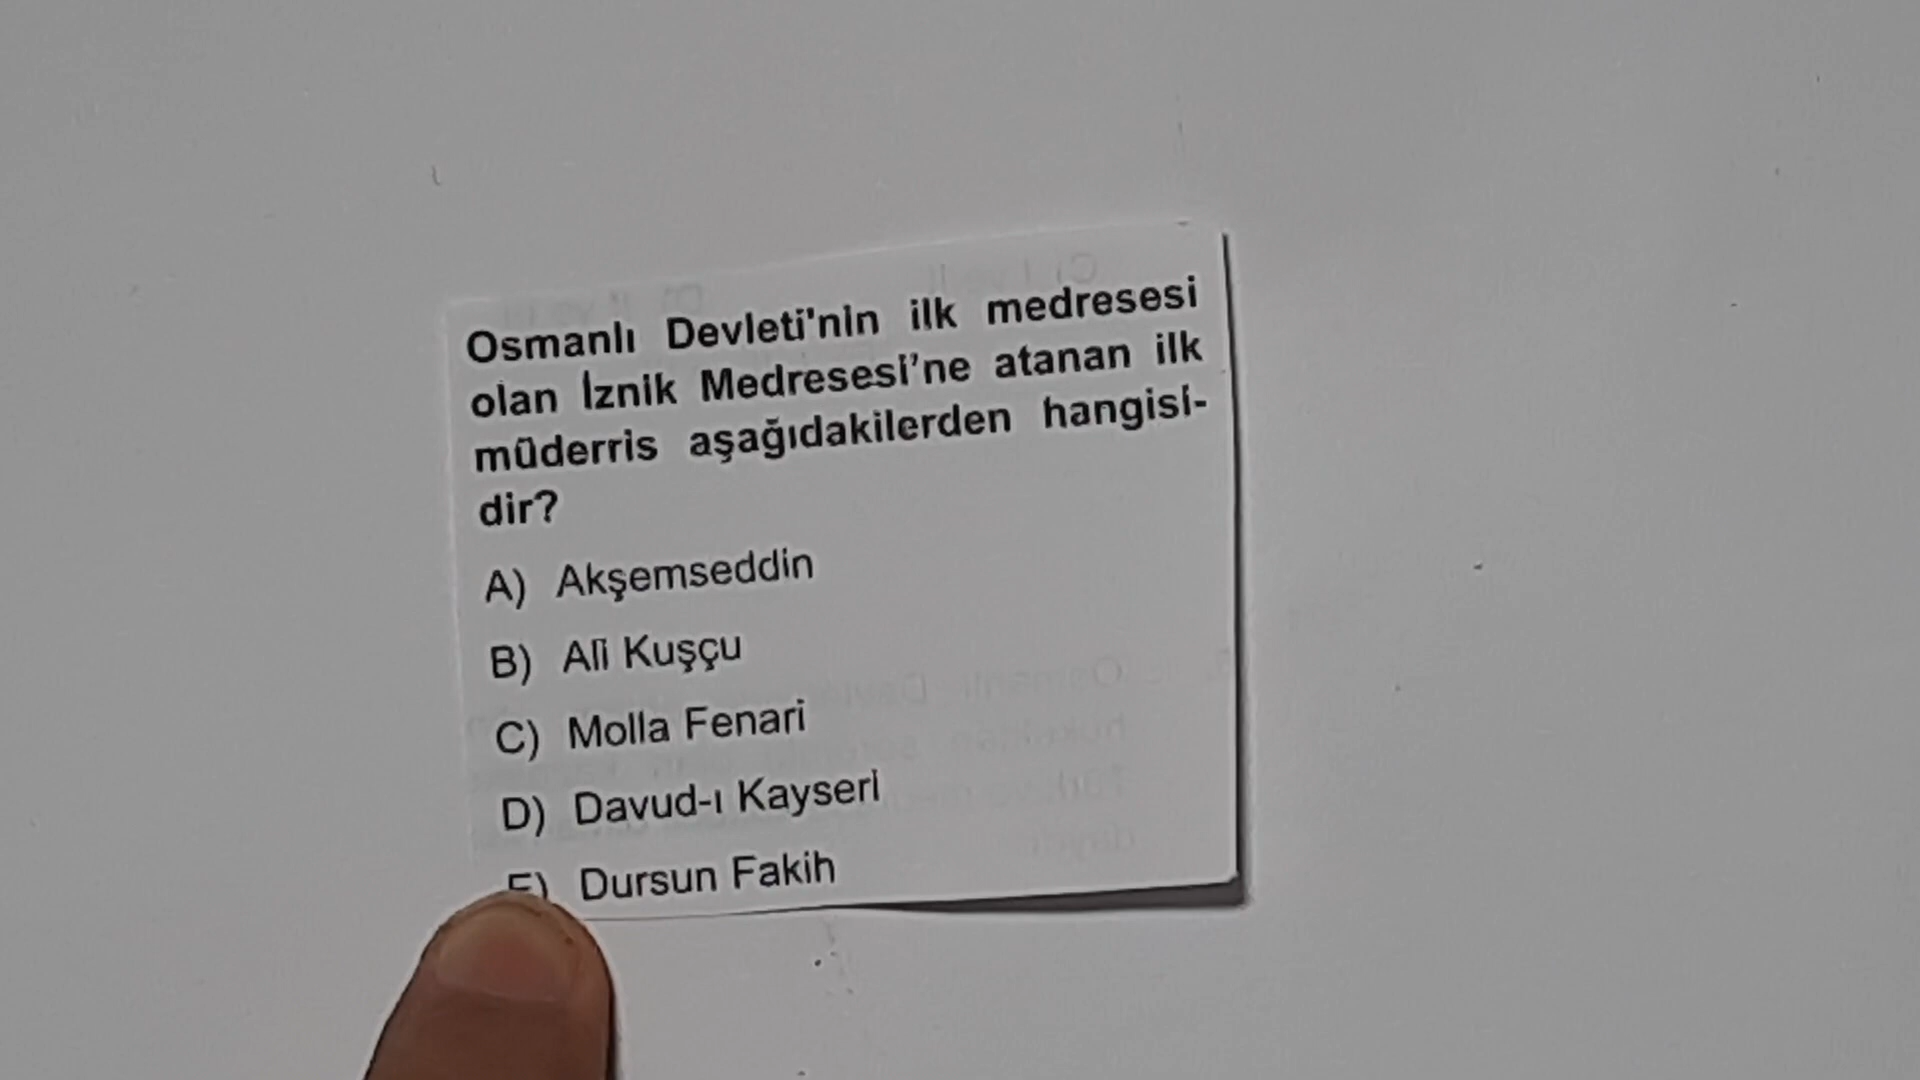 Osmanlı Devleti'nin ilk medresesi
olan İznik Medresesi'ne atanan ilk
müderris aşağıdakilerden hangisi-
dir?
A) Akşemseddin
B) Ali Kuşçu
C) Molla Fenari
D) Davud-ı Kayseri
E) Dursun Fakih